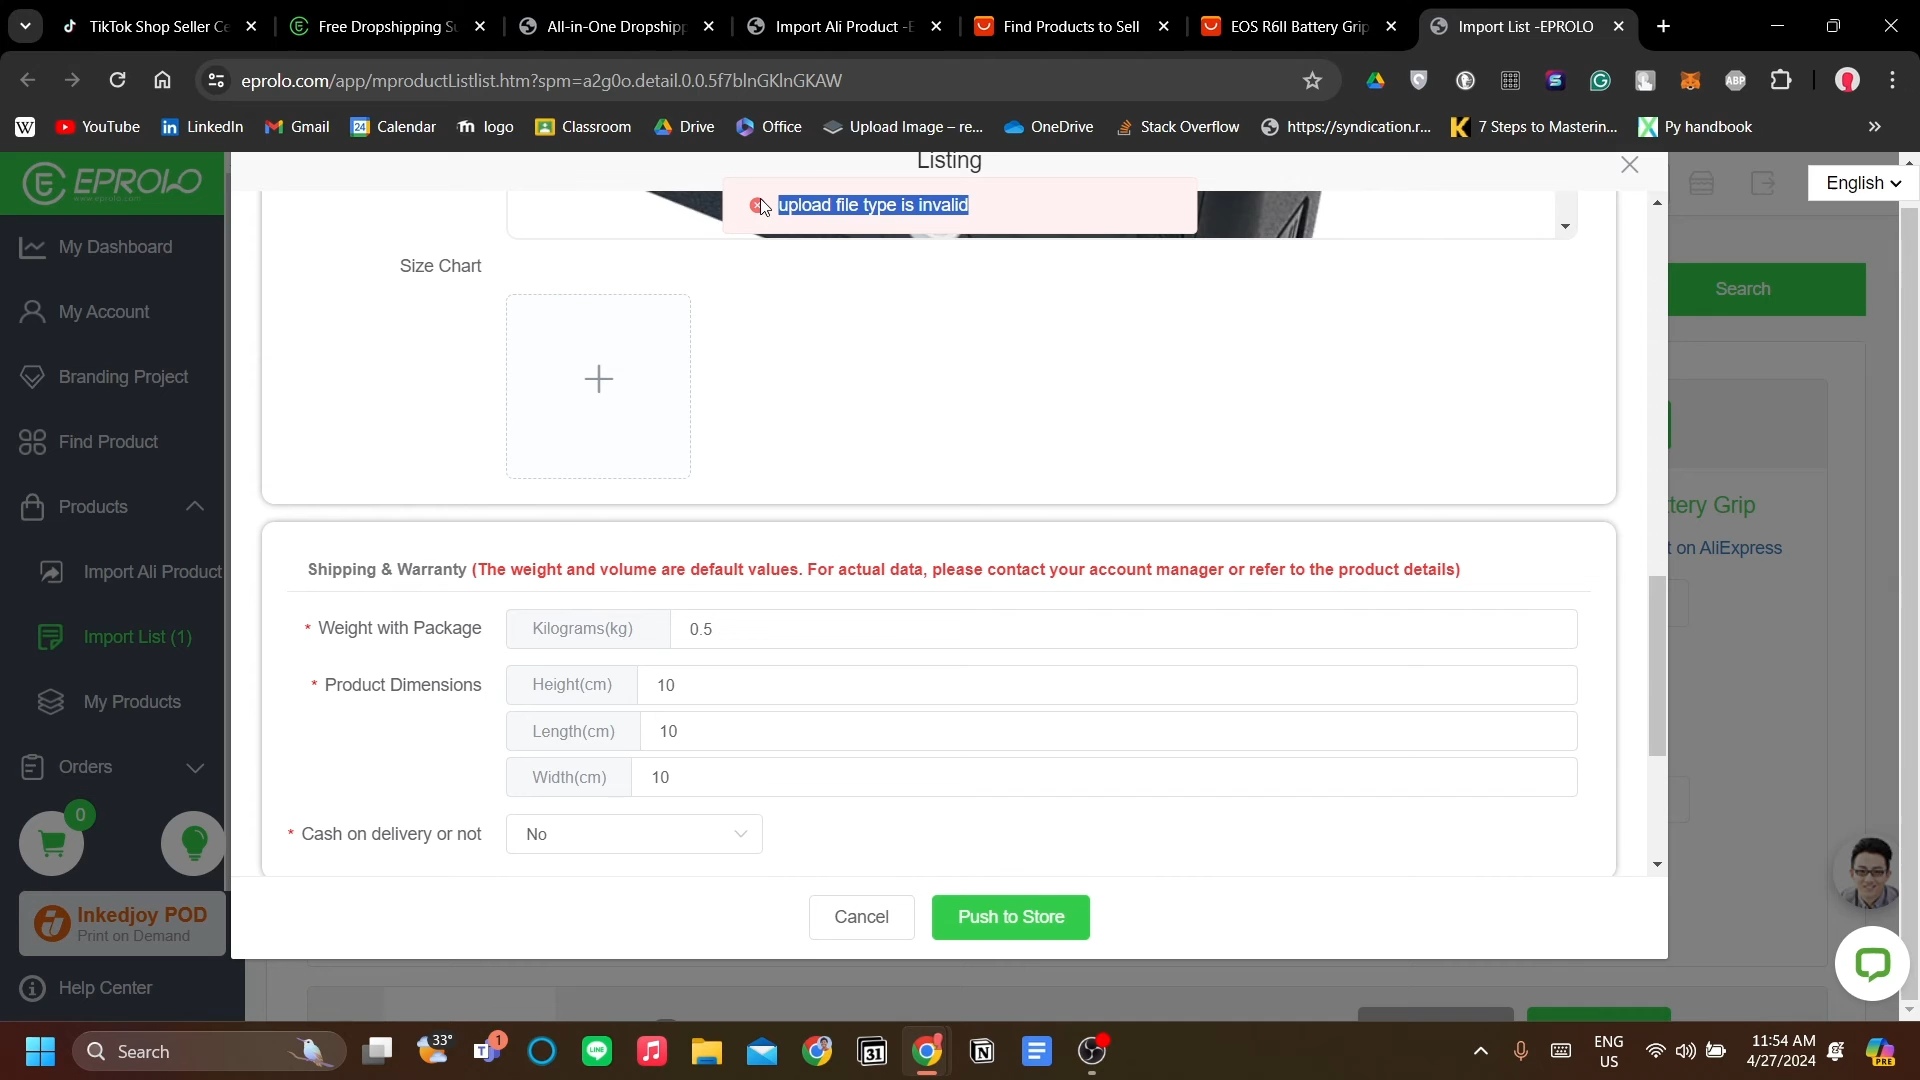 TikTok Shop Seller Ce
Free Dropshipping Su
All-in-One Dropshipp
Import Ali Product -E
Find Products to Sell
EOS R6II Battery Grip
Import List -EPROLO
eprolo.com/app/mproductListlist.htm?spm=a2g0o.detail.0.0.5f7blnGKlnGKAW
ABP
W
YouTube
LinkedIn
Gmail
Calendar
logo
Classroom
Drive
Office
Upload Image – re...
OneDrive
Stack Overflow
https://syndication.r...
7 Steps to Masterin...
Py handbook
EPROLO
www.eprolo.com
Listing
English
upload file type is invalid
My Dashboard
My Account
Branding Project
Find Product
Products
Import Ali Product
Import List (1)
My Products
Orders
0
Inkedjoy POD
Print on Demand
Help Center
Size Chart
Search
tery Grip
t on AliExpress
Shipping & Warranty (The weight and volume are default values. For actual data, please contact your account manager or refer to the product details)
* Weight with Package Kilograms(kg) 0.5
* Product Dimensions Height(cm) 10
Length(cm) 10
Width(cm) 10
* Cash on delivery or not No
Cancel
Push to Store
Search
33°
1
31
ENG
US
11:54 AM
4/27/2024
PRE